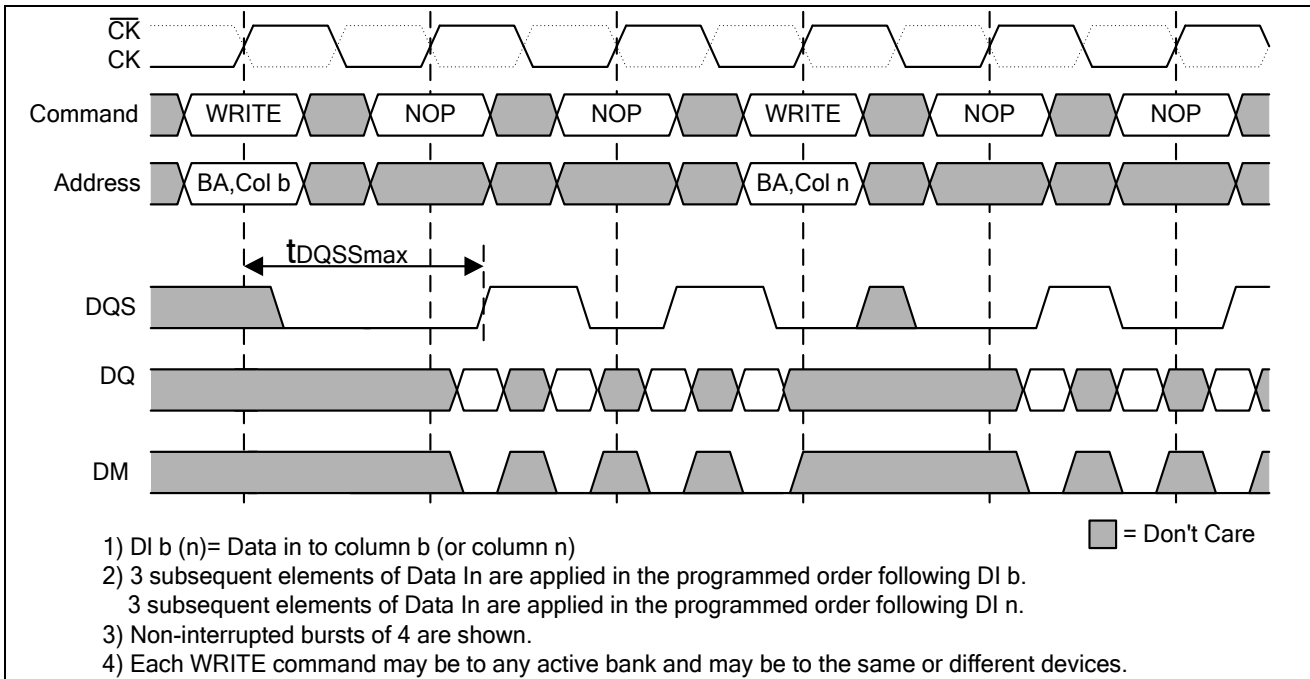 CK
CK
Command WRITE NOP NOP WRITE NOP NOP
Address BA,Col b BA,Col n
tDQSSmax
DQS
DQ
DM
= Don't Care
1) DI b (n)= Data in to column b (or column n)
2) 3 subsequent elements of Data In are applied in the programmed order following DI b.
3 subsequent elements of Data In are applied in the programmed order following DI n.
3) Non-interrupted bursts of 4 are shown.
4) Each WRITE command may be to any active bank and may be to the same or different devices.